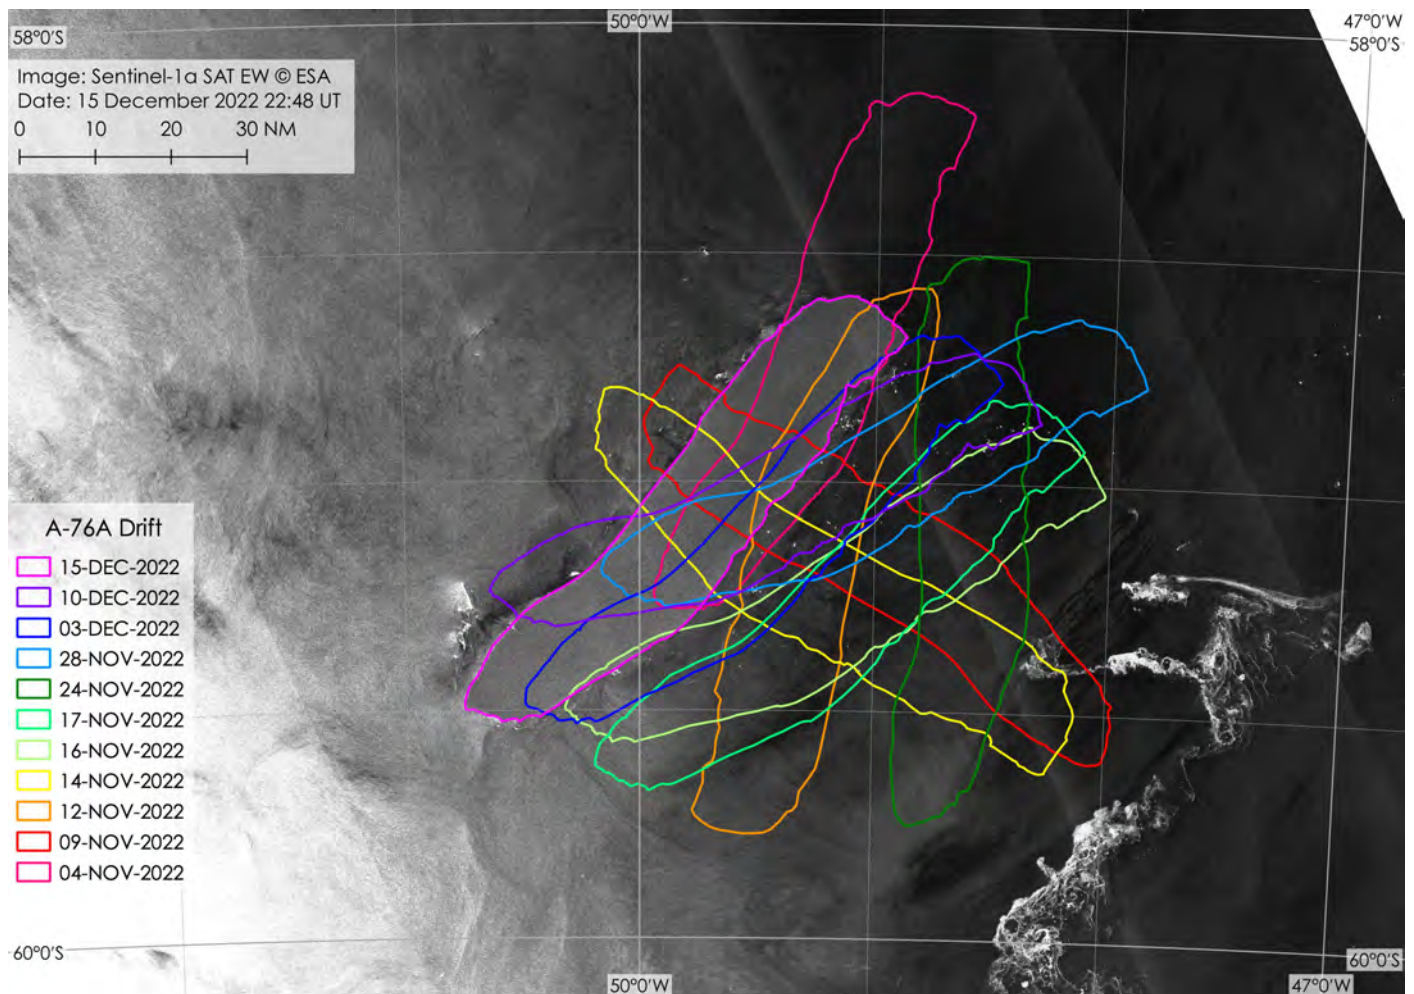 50°0'W
47°0'W
58°0'S
58°0'S
Image: Sentinel-1a SAT EW © ESA
Date: 15 December 2022 22:48 UT
0 10 20 30 NM
A-76A Drift
15-DEC-2022
10-DEC-2022
03-DEC-2022
28-NOV-2022
24-NOV-2022
17-NOV-2022
16-NOV-2022
14-NOV-2022
12-NOV-2022
09-NOV-2022
04-NOV-2022
60°0'S
60°0'S
50°0'W
47°0'W